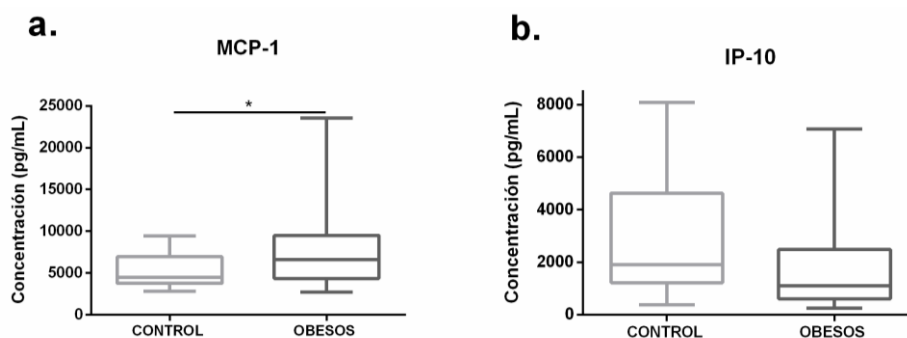 a.
MCP-1
Concentración (pg/mL)
25000
20000
15000
10000
5000
0
*
CONTROL
OBESOS
b.
IP-10
Concentración (pg/mL)
8000
6000
4000
2000
0
CONTROL
OBESOS